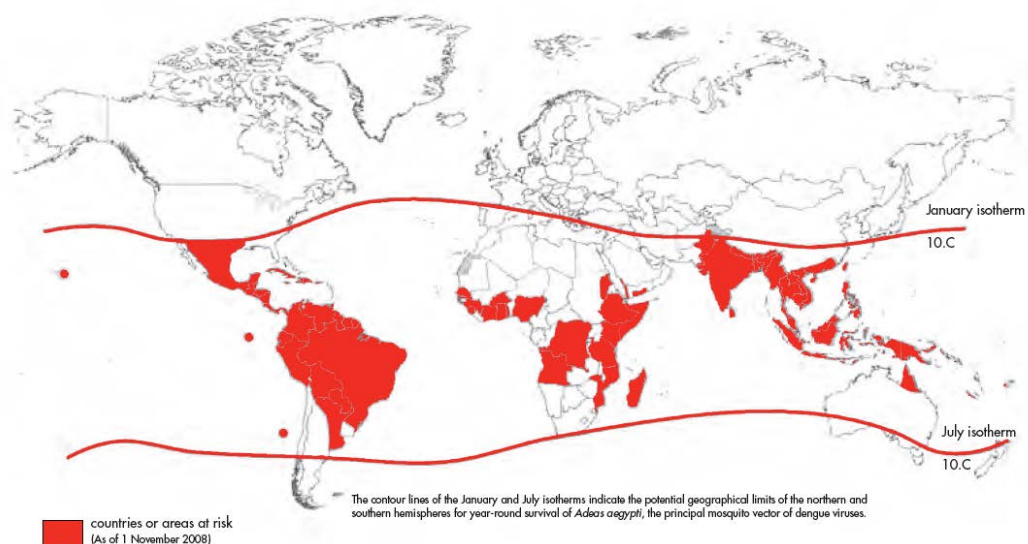 January isotherm
10.C
July isotherm
10.C
The contour lines of the January and July isotherms indicate the potential geographical limits of the northern and
southern hemispheres for year-round survival of Adeas aegypti, the principal mosquito vector of dengue viruses.
countries or areas at risk
(As of 1 November 2008)